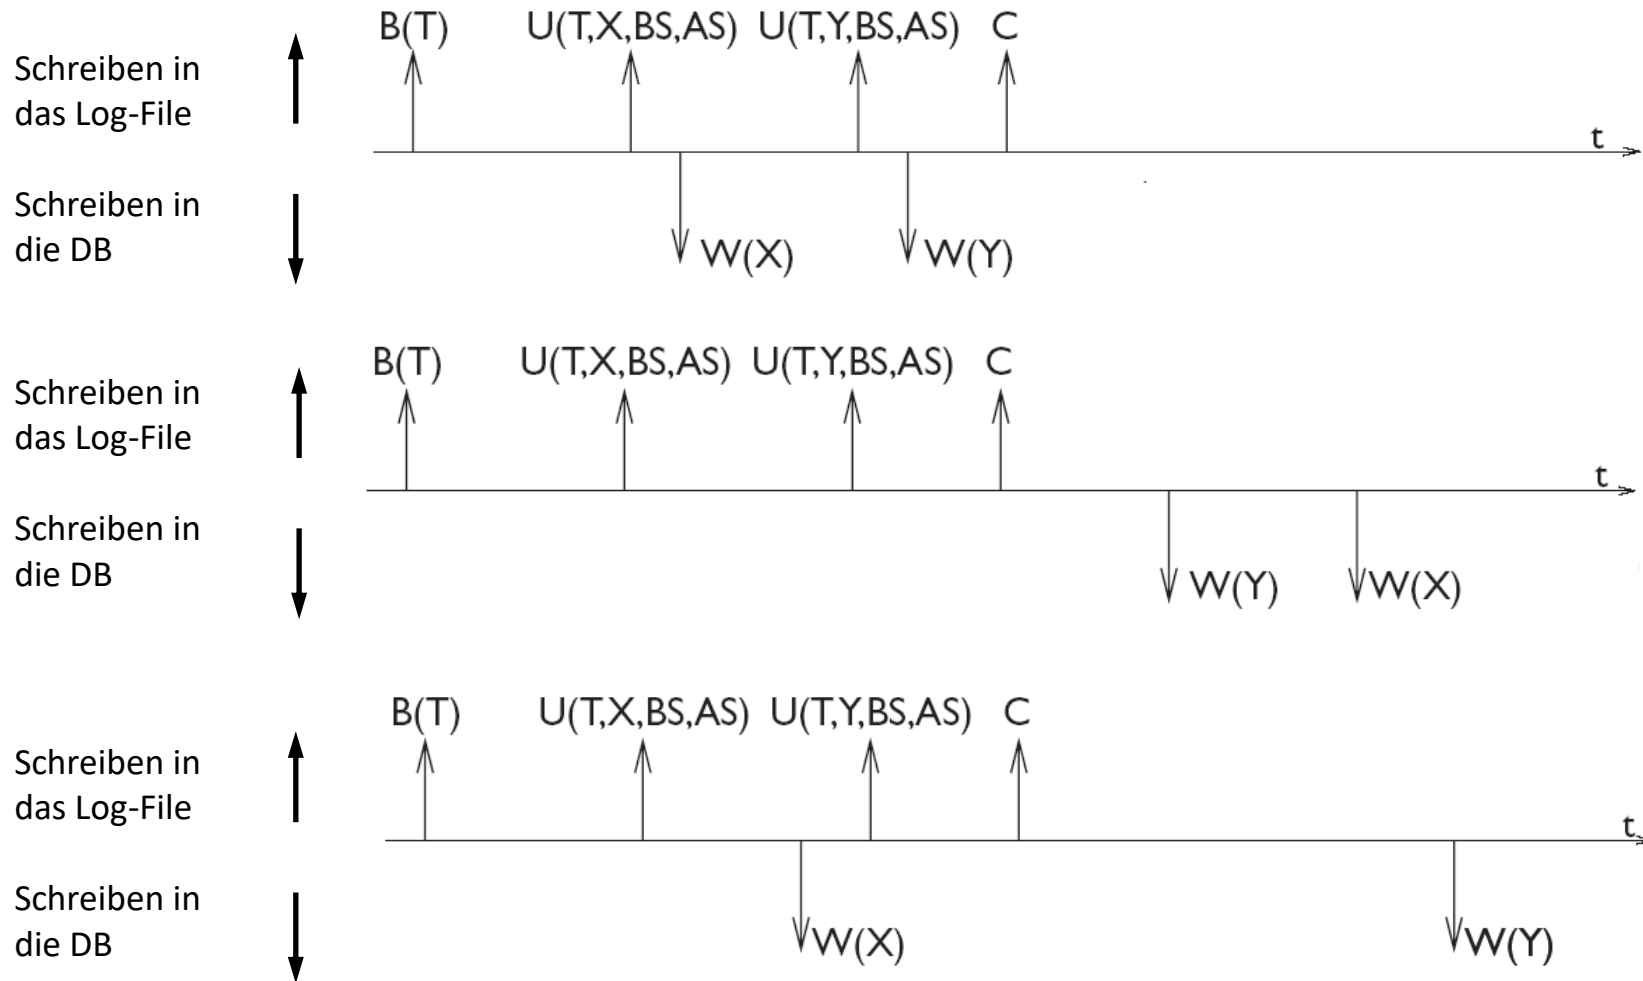 B(T) U(T,X,BS,AS) U(T,Y,BS,AS) C
Schreiben in
das Log-File
t
Schreiben in
die DB
W(X) W(Y)
B(T) U(T,X,BS,AS) U(T,Y,BS,AS) C
Schreiben in
das Log-File
t
Schreiben in
die DB
W(Y) W(X)
B(T) U(T,X,BS,AS) U(T,Y,BS,AS) C
Schreiben in
das Log-File
t
Schreiben in
die DB
W(X) W(Y)